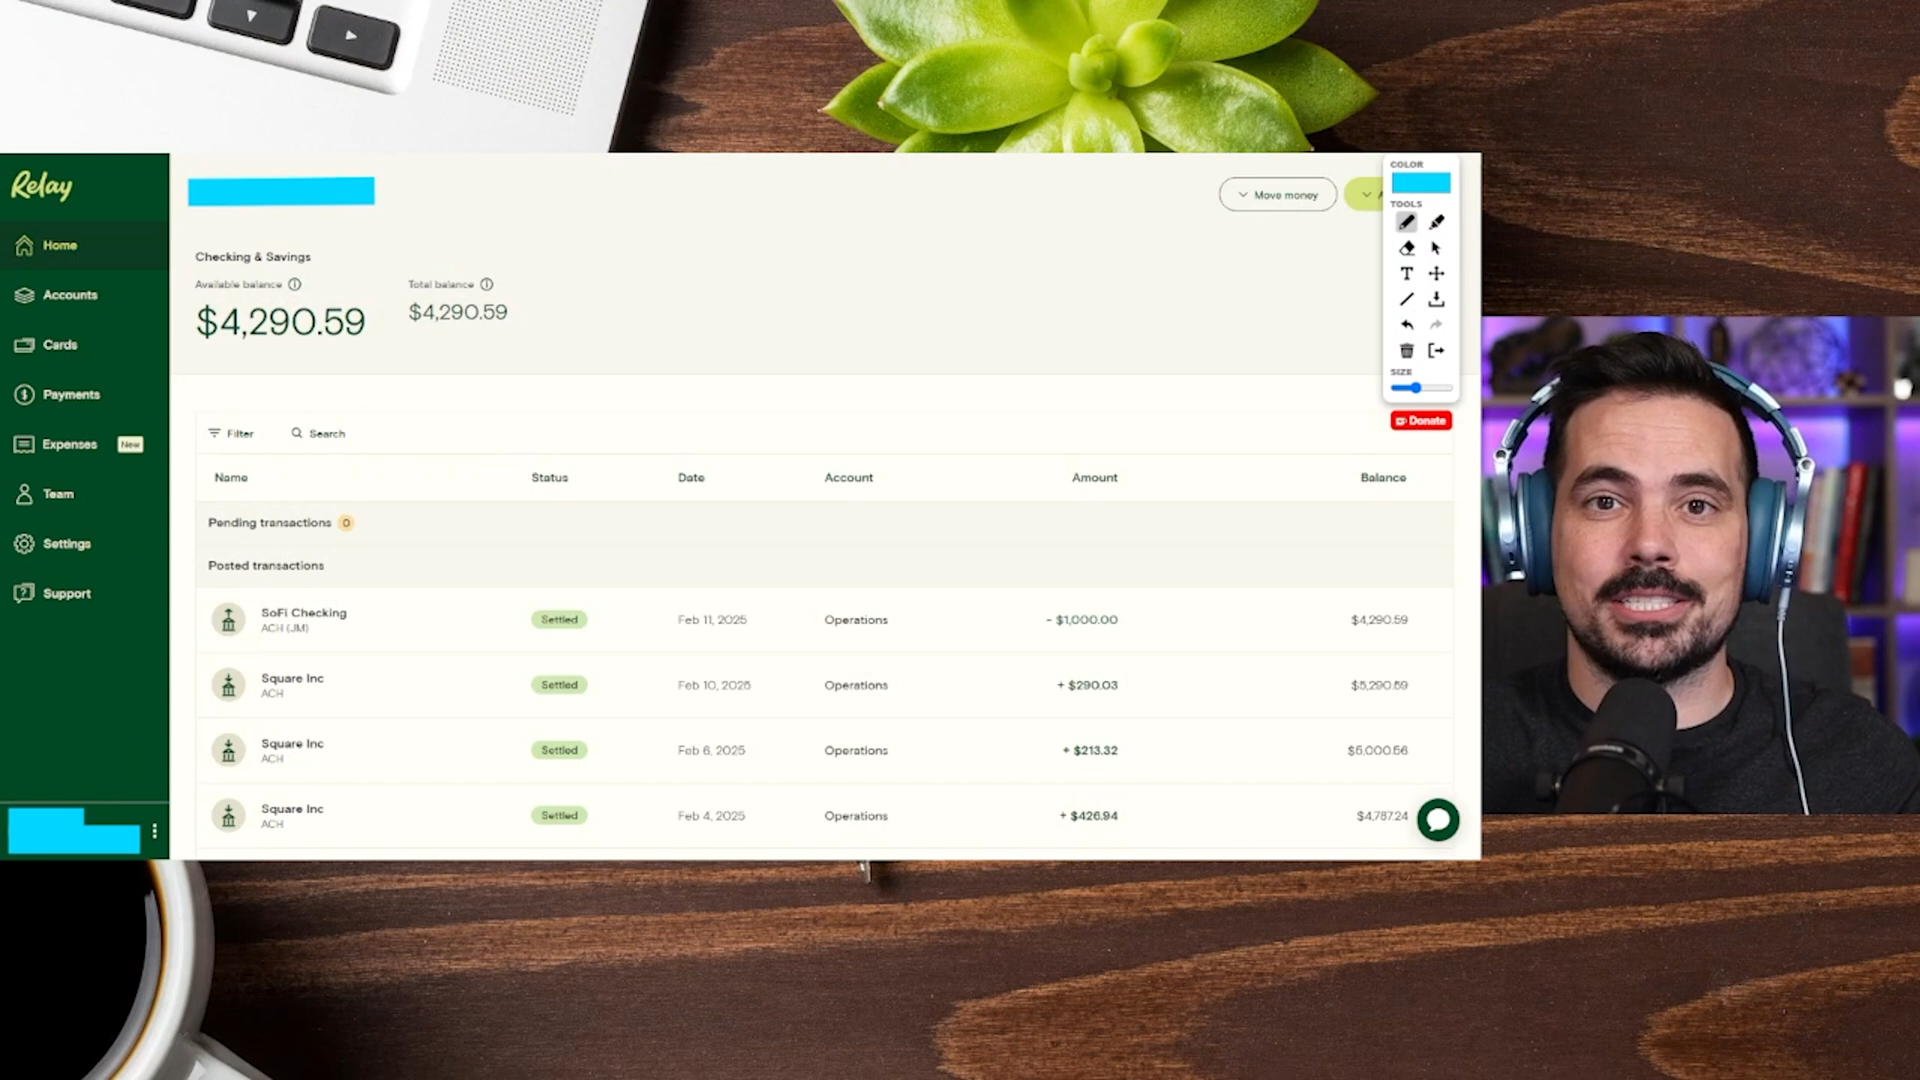 Relay
Home
Accounts
Cards
Payments
Expenses New
Team
Settings
Support
Move money
COLOR
TOOLS
SIZE
Donate
Checking & Savings
Available balance
Total balance
$4,290.59
$4,290.59
Filter
Search
Name Status Date Account Amount Balance
Pending transactions 0
Posted transactions
SoFi Checking
ACH (JM)
Settled Feb 11, 2025 Operations - $1,000.00 $4,290.59
Square Inc
ACH
Settled Feb 10, 2025 Operations + $290.03 $5,290.59
Square Inc
ACH
Settled Feb 6, 2025 Operations + $213.32 $5,000.56
Square Inc
ACH
Settled Feb 4, 2025 Operations + $426.94 $4,787.24